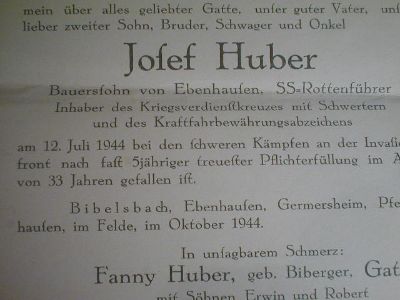 mein über alles geliebter Gatte, unſer guter Vater,
lieber zweiter Sohn, Bruder, Schwager und Onkel
Joſef Huber
Bauersſohn von Ebenhauſen, SS-Rottenführer
Inhaber des Kriegsverdienſtkreuzes mit Schwertern
und des Kraftfahrbewährungsabzeichens
am 12. Juli 1944 bei den ſchweren Kämpfen an der Invaſi
front nach faſt 5jähriger treueſter Pflichterfüllung im A
von 33 Jahren gefallen iſt.
Bibelsbach, Ebenhauſen, Germersheim, Pfe
hauſen, im Felde, im Oktober 1944.
In unſagbarem Schmerz:
Fanny Huber, geb. Biberger, Gat
mit Söhnen Erwin und Robert